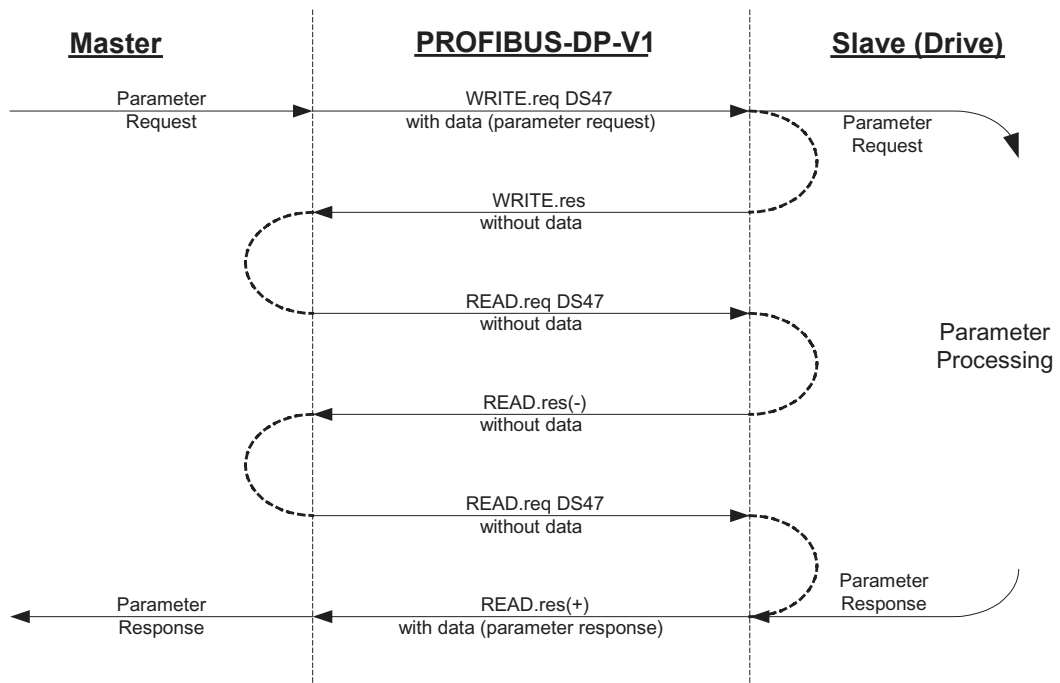 Master
PROFIBUS-DP-V1
Slave (Drive)
Parameter
Request
WRITE.req DS47
with data (parameter request)
Parameter
Request
WRITE.res
without data
READ.req DS47
without data
Parameter
Processing
READ.res(-)
without data
READ.req DS47
without data
Parameter
Response
READ.res(+)
with data (parameter response)
Parameter
Response